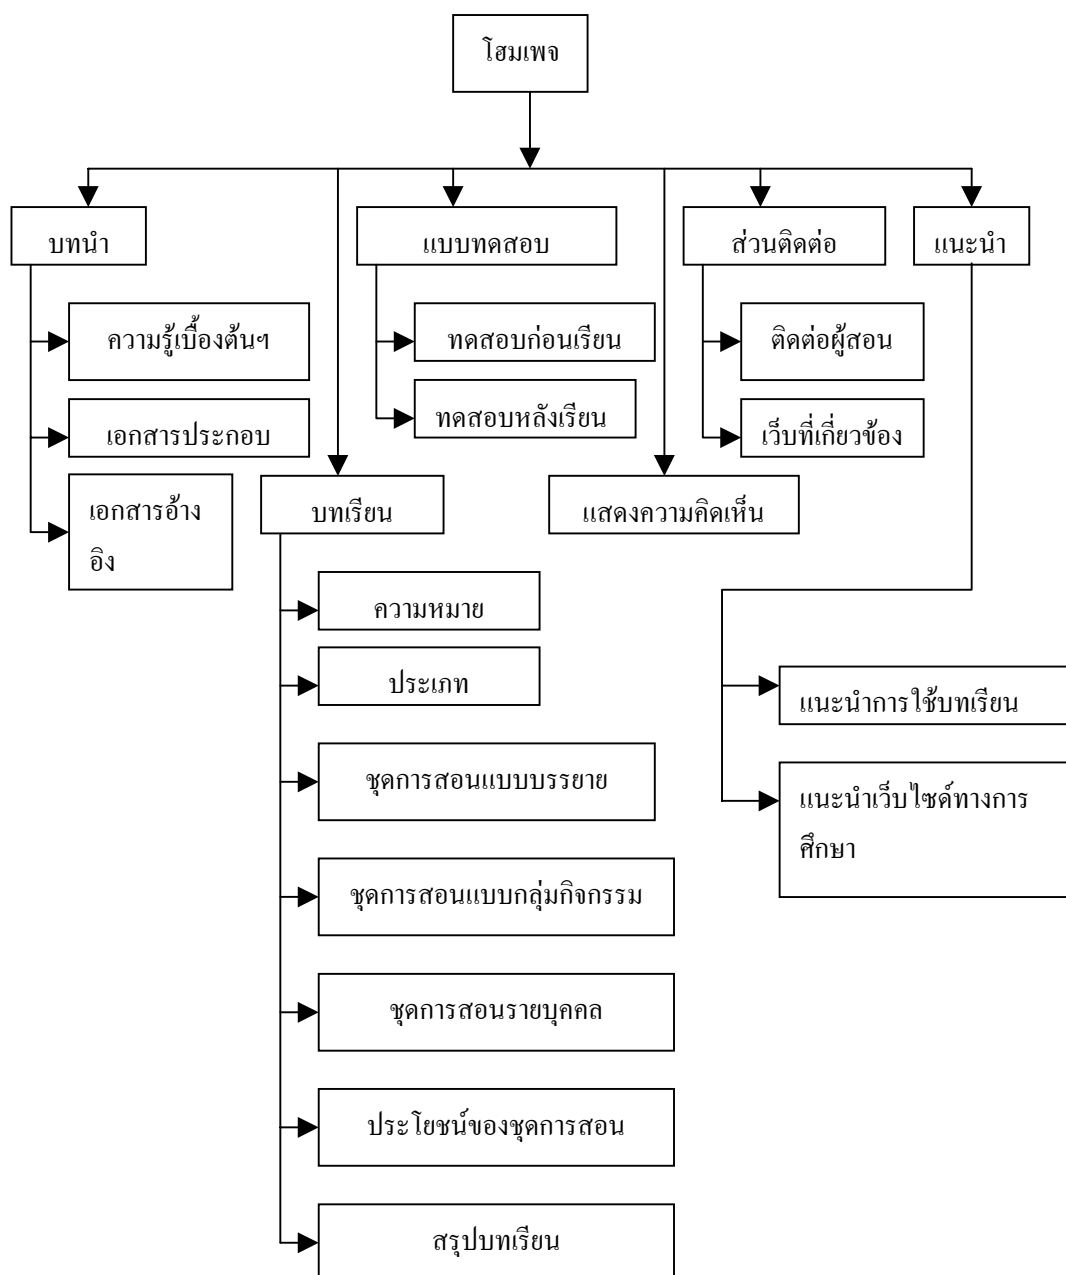 โฮมเพจ
บทนำ
แบบทดสอบ
ส่วนติดต่อ
แนะนำ
ความรู้เบื้องต้นฯ
ทดสอบก่อนเรียน
ติดต่อผู้สอน
เอกสารประกอบ
ทดสอบหลังเรียน
เว็บที่เกี่ยวข้อง
เอกสารอ้าง
อิง
บทเรียน
แสดงความคิดเห็น
ความหมาย
ประเภท
แนะนำการใช้บทเรียน
ชุดการสอนแบบบรรยาย
แนะนำเว็บไซด์ทางการ
ศึกษา
ชุดการสอนแบบกลุ่มกิจกรรม
ชุดการสอนรายบุคคล
ประโยชน์ของชุดการสอน
สรุปบทเรียน